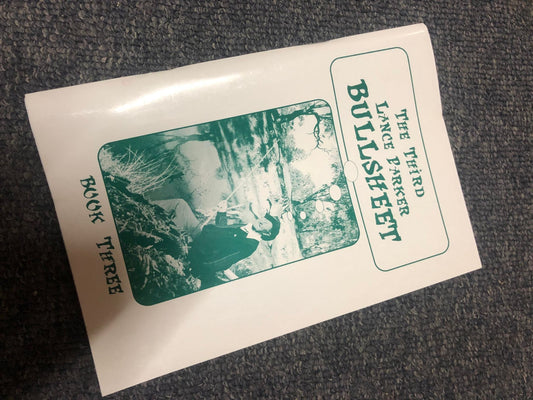 The Third
Lance Parker
BULLSHEET
Book Three